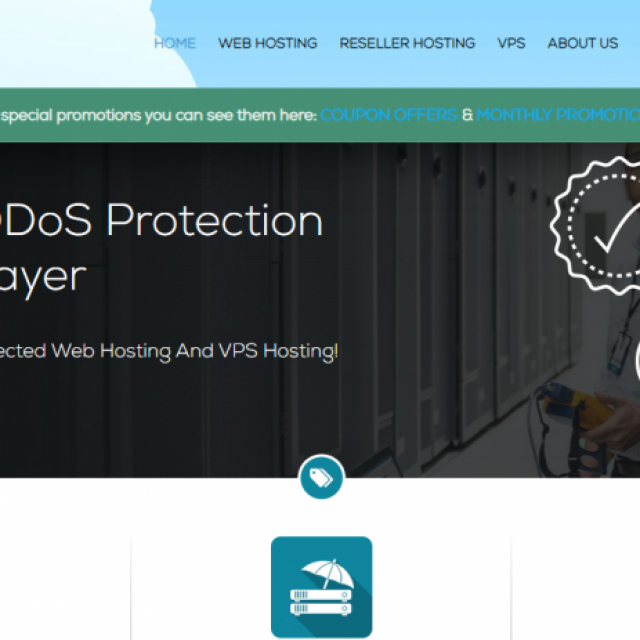 HOME WEB HOSTING RESELLER HOSTING VPS ABOUT US
special promotions you can see them here: COUPON OFFERS & MONTHLY PROMOTIO
DDoS Protection
ayer
ected Web Hosting And VPS Hosting!